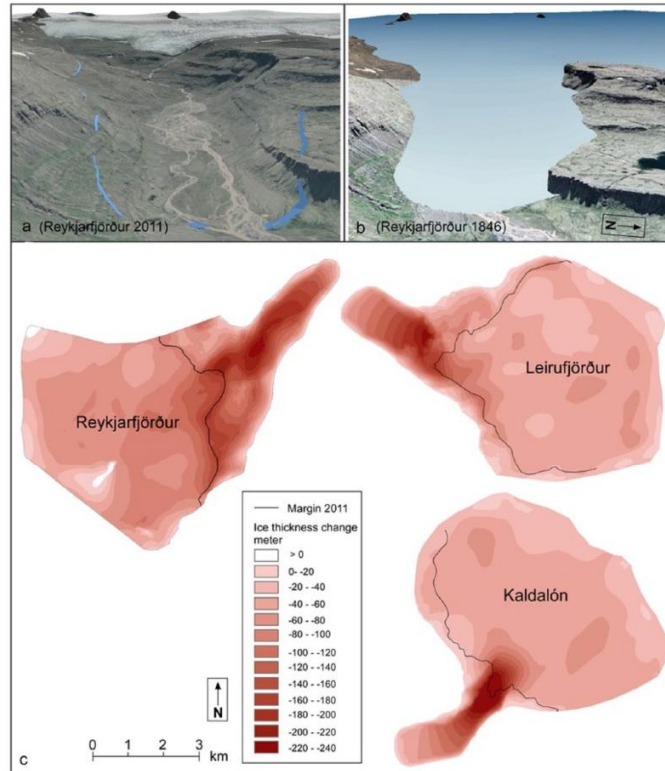 a (Reykjarfjörður 2011)
b (Reykjarfjörður 1846)
N
Reykjarfjörður
Leirufjörður
Kaldalón
Margin 2011
Ice thickness change
meter
> 0
0- -20
-20 - -40
-40 - -60
-60 - -80
-80 - -100
-100 - -120
-120 - -140
-140 - -160
-160 - -180
-180 - -200
-200 - -220
-220 - -240
N
0 1 2 3
km
c